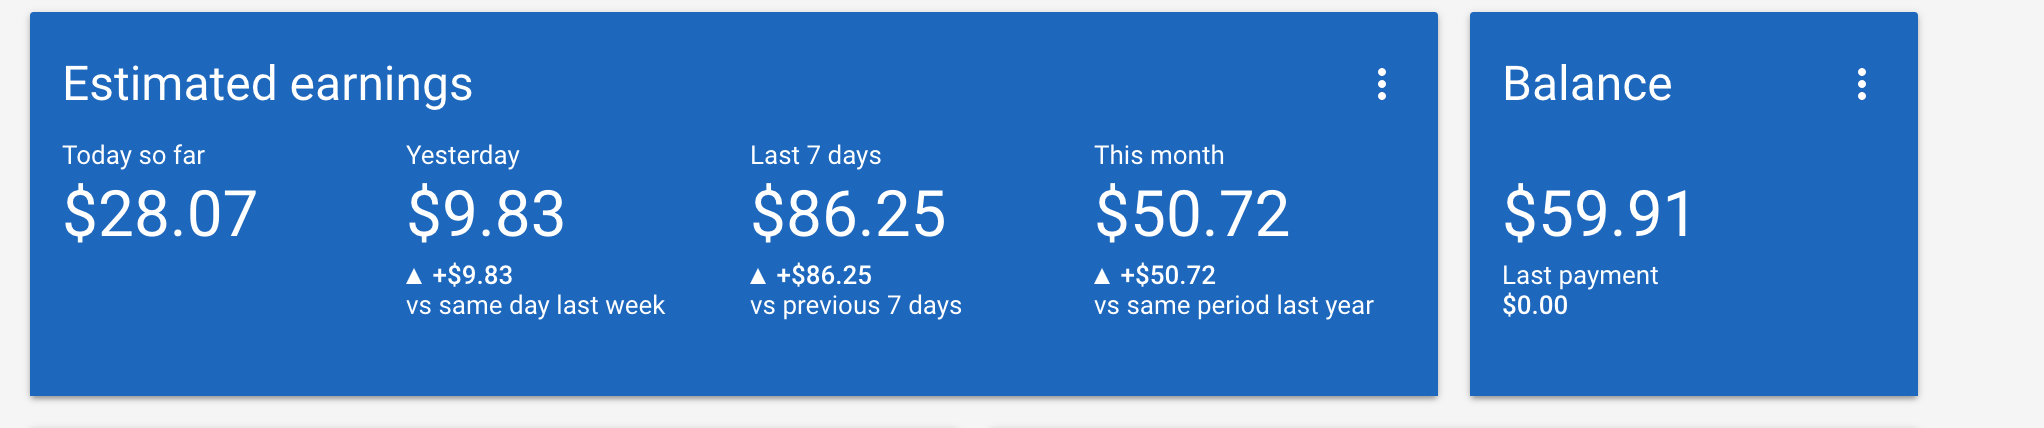 Estimated earnings
Today so far
$28.07
Yesterday
$9.83
▲ +$9.83
vs same day last week
Last 7 days
$86.25
▲ +$86.25
vs previous 7 days
This month
$50.72
▲ +$50.72
vs same period last year
Balance
$59.91
Last payment
$0.00